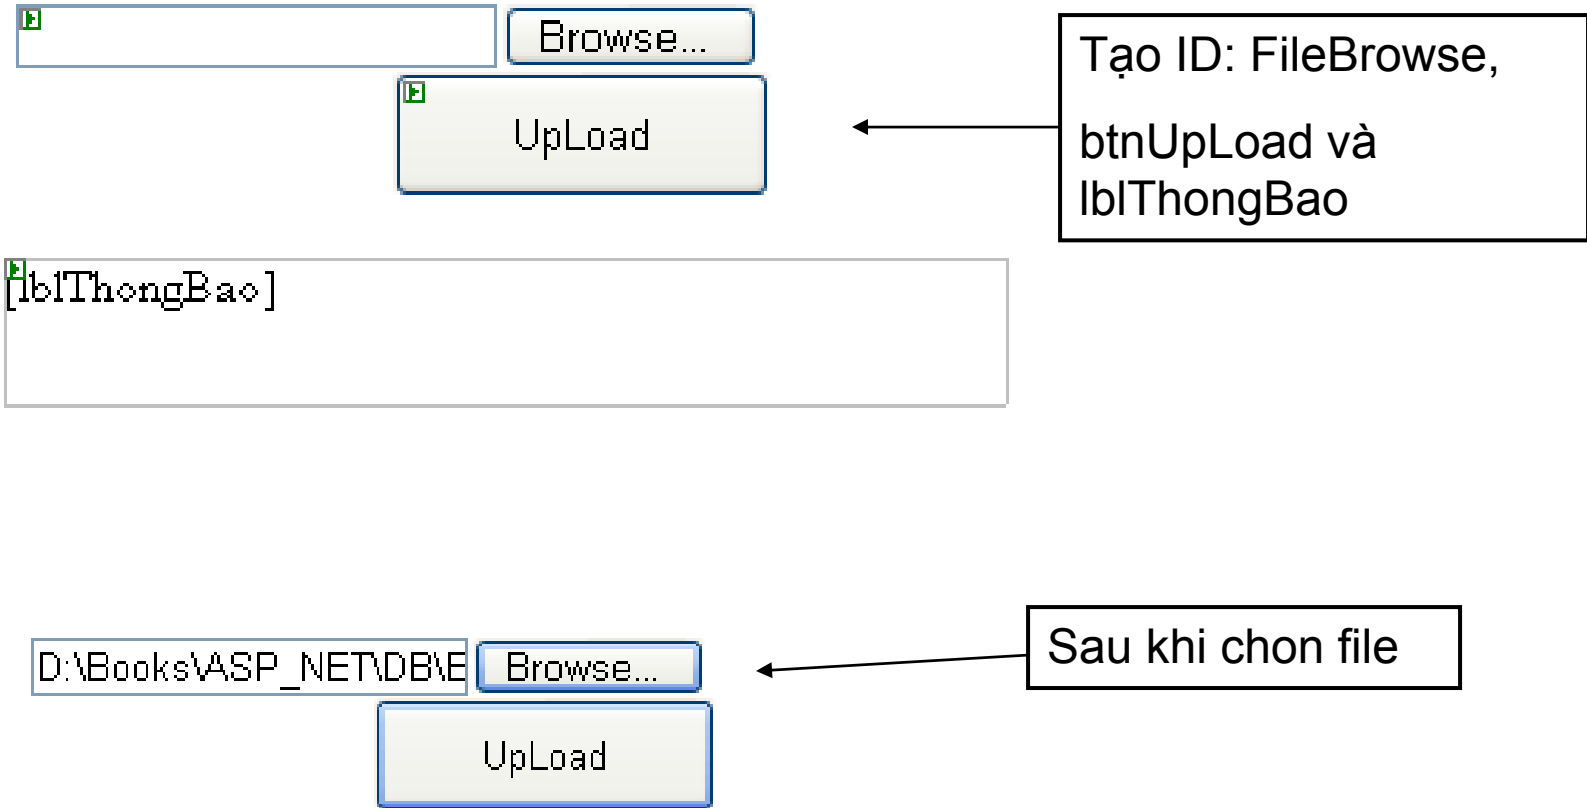 Browse...
UpLoad
Tạo ID: FileBrowse,
btnUpLoad và
lblThongBao
[lblThongBao]
D:\Books\ASP_NET\DB\E
Browse...
UpLoad
Sau khi chon file